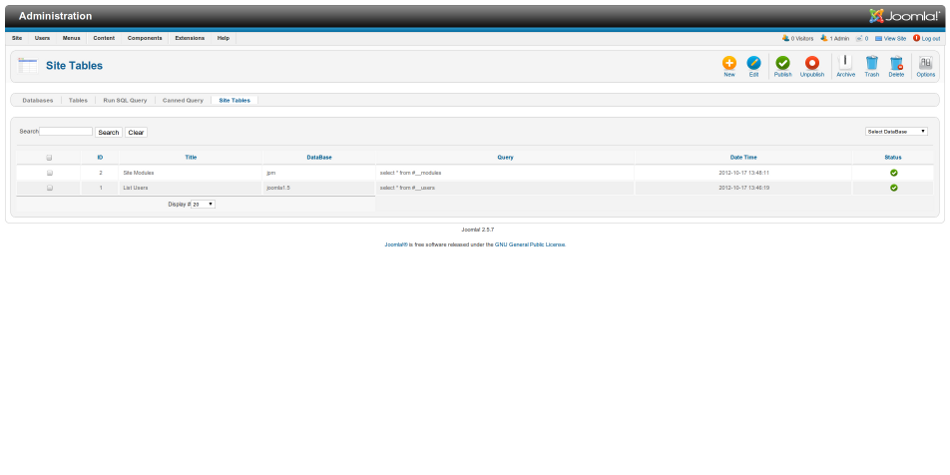 Administration
Joomla!
Site Users Menus Content Components Extensions Help
0 Visitors 1 Admin 0 View Site Log out
Site Tables
New Edit Publish Unpublish Archive Trash Delete Options
Databases Tables Run SQL Query Canned Query Site Tables
Search Search Clear Select DataBase
ID Title DataBase Query Date Time Status
2 Site Modules select * from #__modules 2012-10-17 13:48:11
1 List Users joomla1.5 select * from #__users 2012-10-17 13:46:19
Display # 20
Joomla! 2.5.7
Joomla!® is free software released under the GNU General Public License.